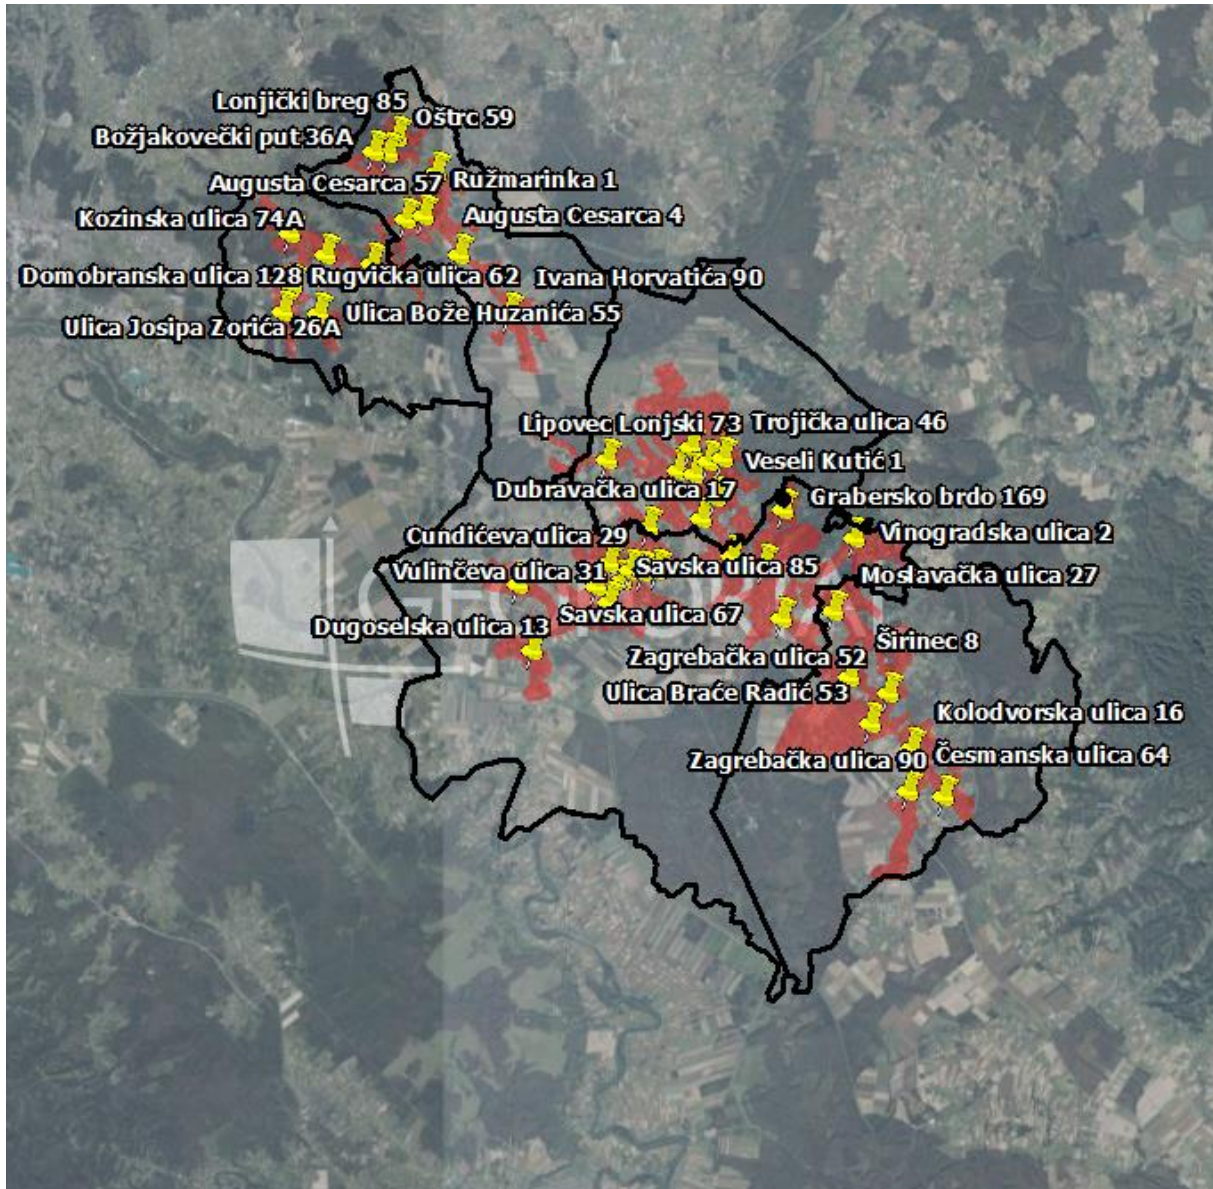 Lonjički breg 85
Oštrc 59
Božjakovečki put 36A
Augusta Cesarca 57
Ružmarinka 1
Kozinska ulica 74A
Augusta Cesarca 4
Domobranska ulica 128
Rugvička ulica 62
Ivana Horvatića 90
Ulica Josipa Zorića 26A
Ulica Bože Huzanića 55
Lipovec Lonjski 73
Trojička ulica 46
Veseli Kutić 1
Dubravačka ulica 17
Grabersko brdo 169
Cundićeva ulica 29
Vinogradska ulica 2
Vulinčeva ulica 31
Savska ulica 85
Moslavačka ulica 27
Savska ulica 67
Dugoselska ulica 13
Širinec 8
Zagrebačka ulica 52
Ulica Braće Radić 53
Kolodvorska ulica 16
Zagrebačka ulica 90
Česmanska ulica 64